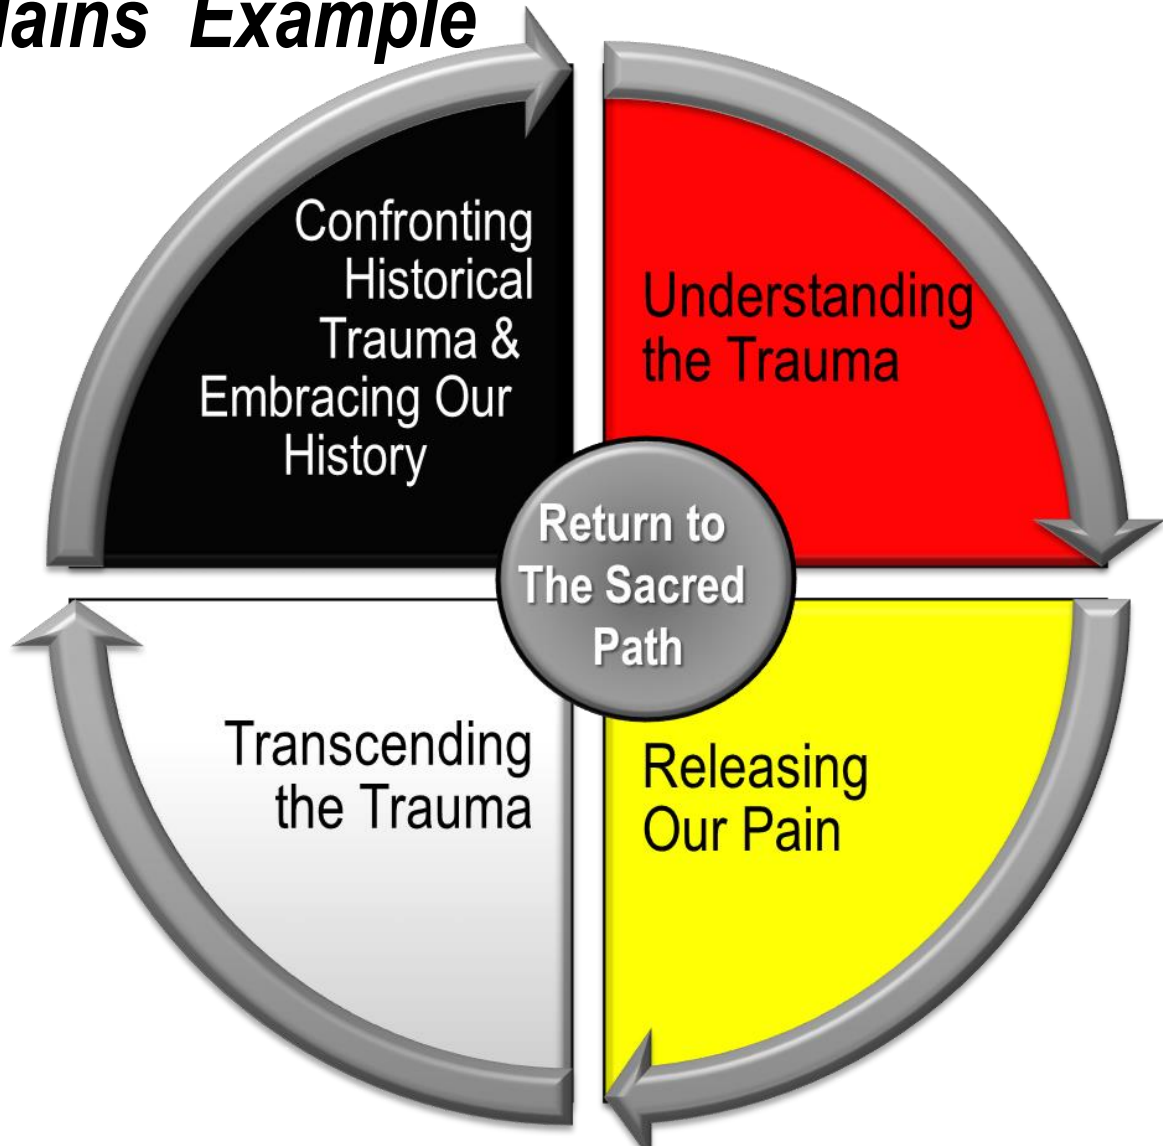 Example
Confronting
Historical
Trauma &
Embracing Our
History
Understanding
the Trauma
Return to
The Sacred
Path
Transcending
the Trauma
Releasing
Our Pain